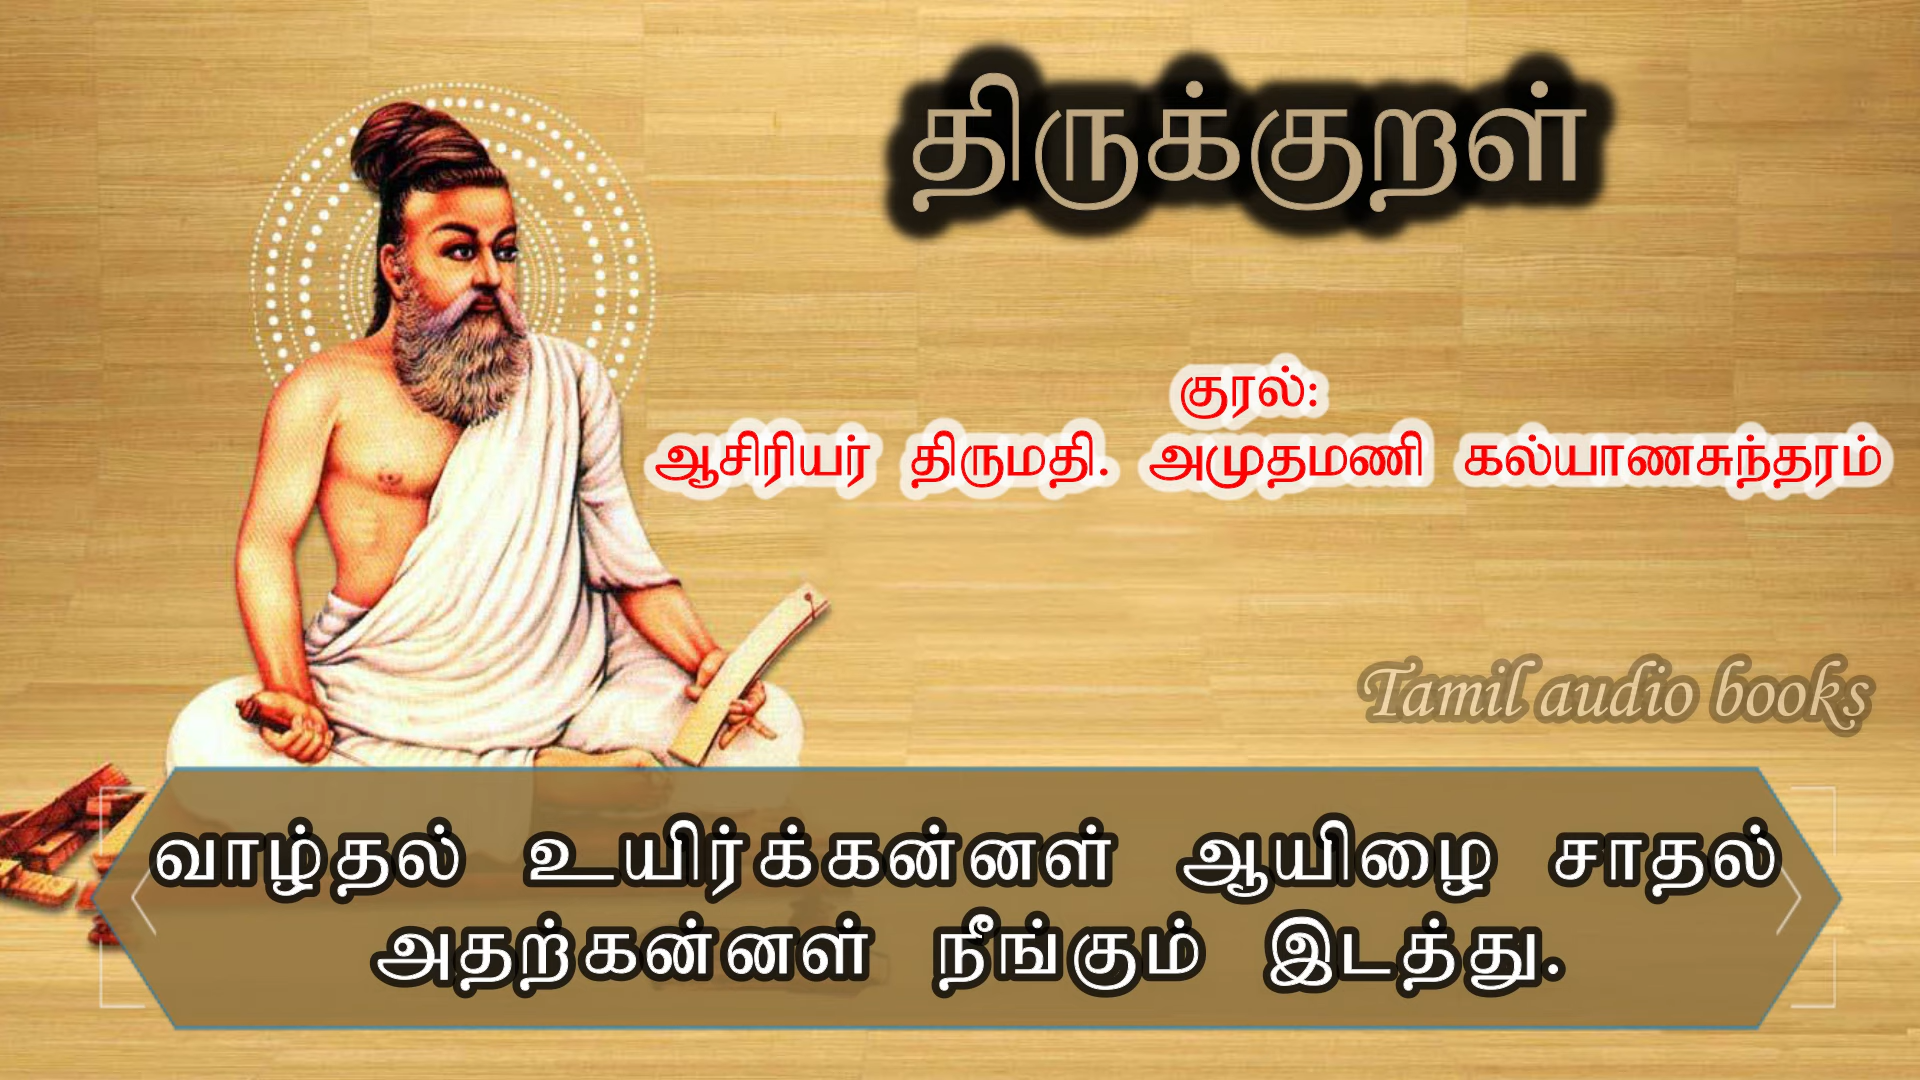 திருக்குறள்
குரல்:
ஆசிரியர் திருமதி. அமுதமணி கல்யாணசுந்தரம்
Tamil audio books
வாழ்தல் உயிர்க்கன்னள் ஆயிழை சாதல்
அதற்கன்னள் நீங்கும் இடத்து.